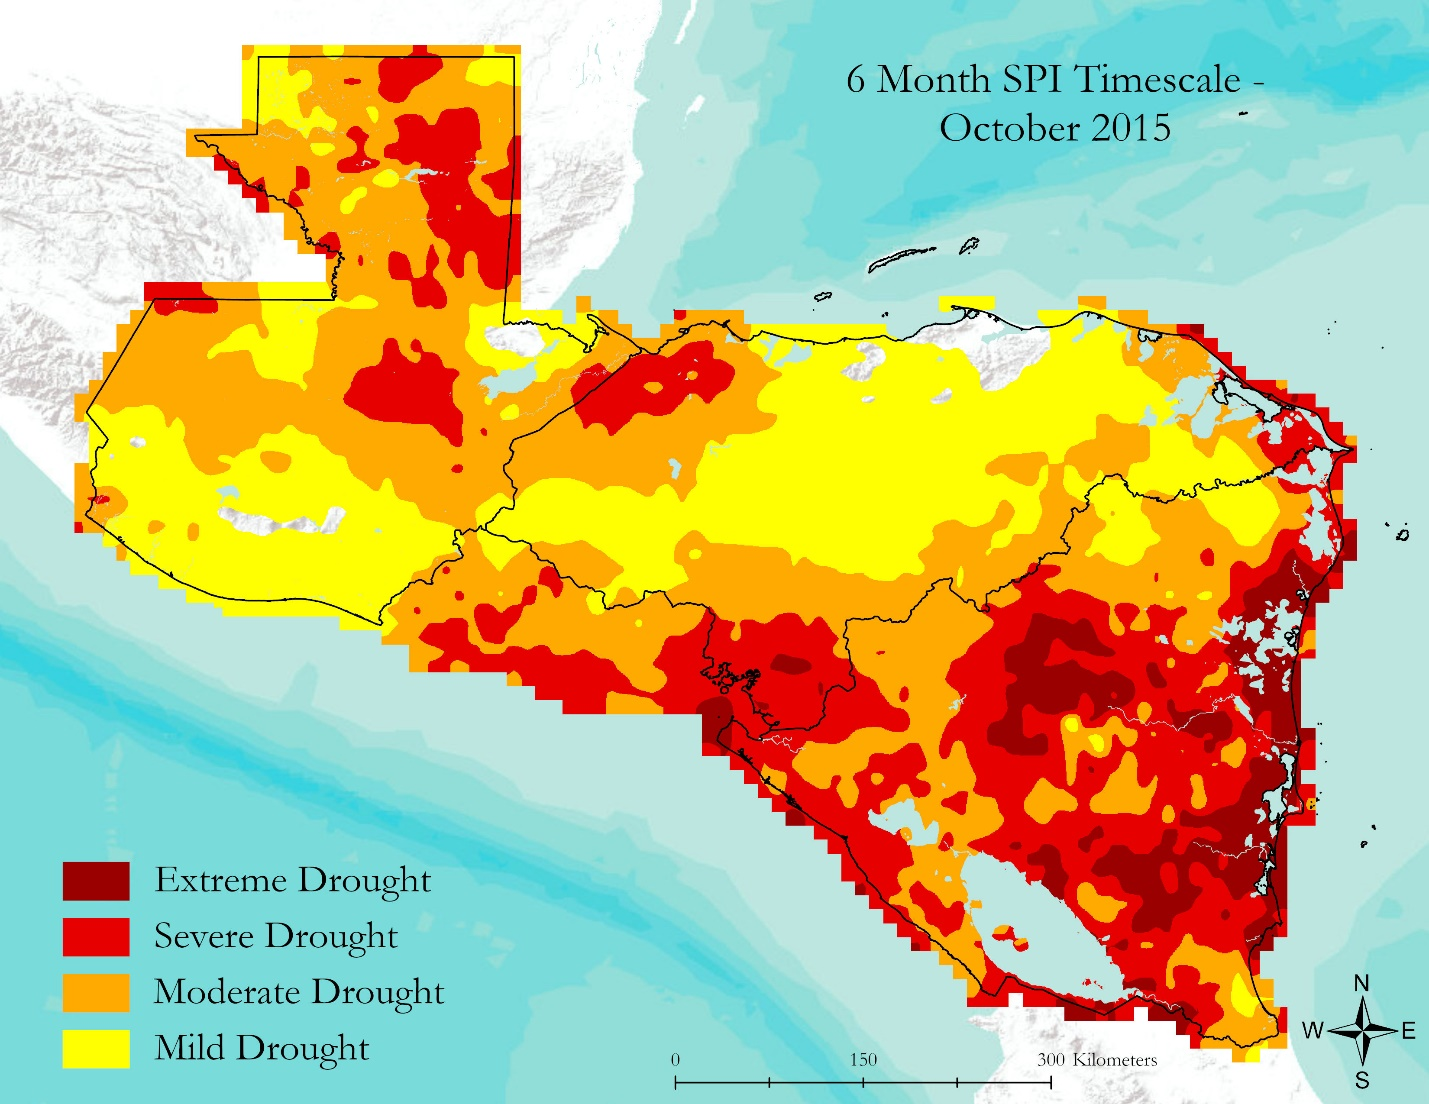 6 Month SPI Timescale -
October 2015
Extreme Drought
Severe Drought
Moderate Drought
Mild Drought
0 150 300 Kilometers
N
W E
S